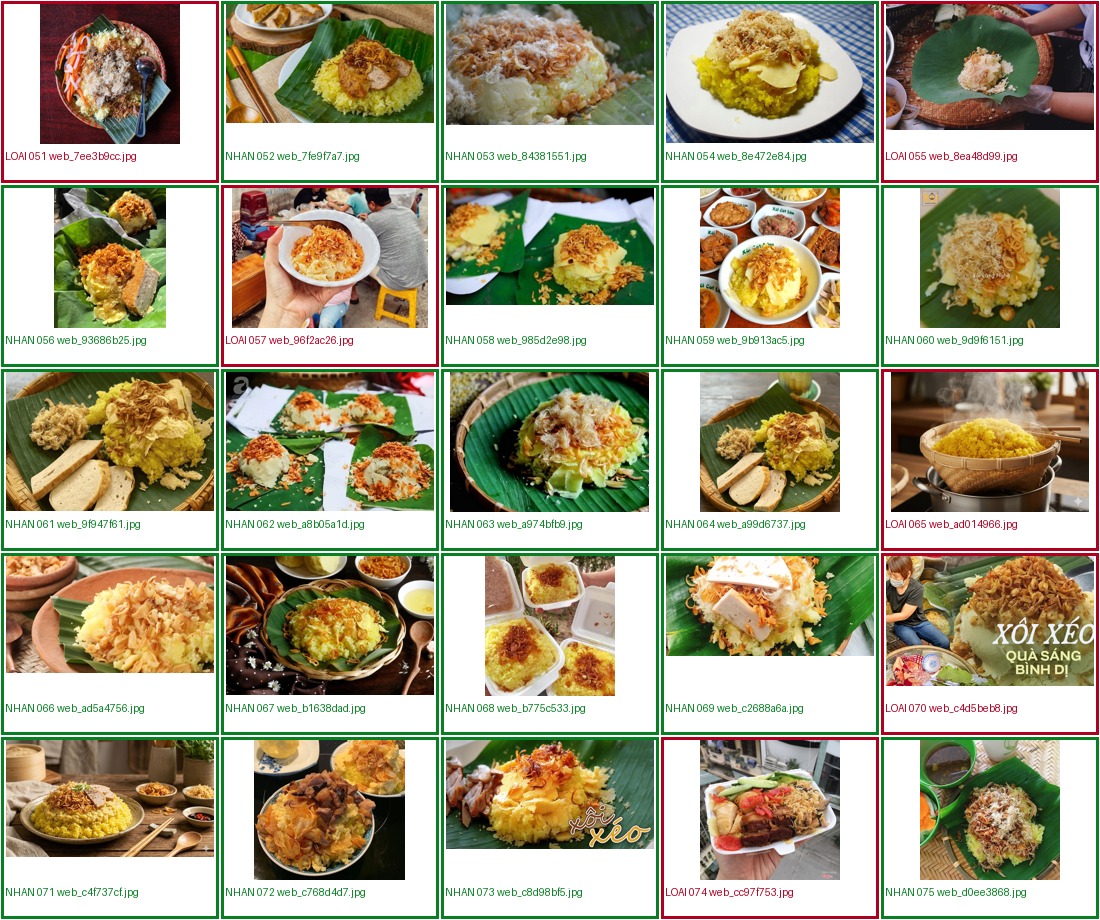 LOAI 051 web_7ee3b9cc.jpg
NHAN 052 web_7fe9f7a7.jpg
NHAN 053 web_84381551.jpg
NHAN 054 web_8e472e84.jpg
LOAI 055 web_8ea48d99.jpg
NHAN 056 web_93686b25.jpg
LOAI 057 web_96f2ac26.jpg
NHAN 058 web_985d2e98.jpg
NHAN 059 web_9b913ac5.jpg
NHAN 060 web_9d9f6151.jpg
NHAN 061 web_9f947f61.jpg
NHAN 062 web_a8b05a1d.jpg
NHAN 063 web_a974bfb9.jpg
NHAN 064 web_a99d6737.jpg
LOAI 065 web_ad014966.jpg
XÔI XÉO
QUÀ SÁNG
BÌNH DỊ
NHAN 066 web_ad5a4756.jpg
NHAN 067 web_b1638dad.jpg
NHAN 068 web_b775c533.jpg
NHAN 069 web_c2688a6a.jpg
LOAI 070 web_c4d5beb8.jpg
xôi
xéo
NHAN 071 web_c4f737cf.jpg
NHAN 072 web_c768d4d7.jpg
NHAN 073 web_c8d98bf5.jpg
LOAI 074 web_cc97f753.jpg
NHAN 075 web_d0ee3868.jpg